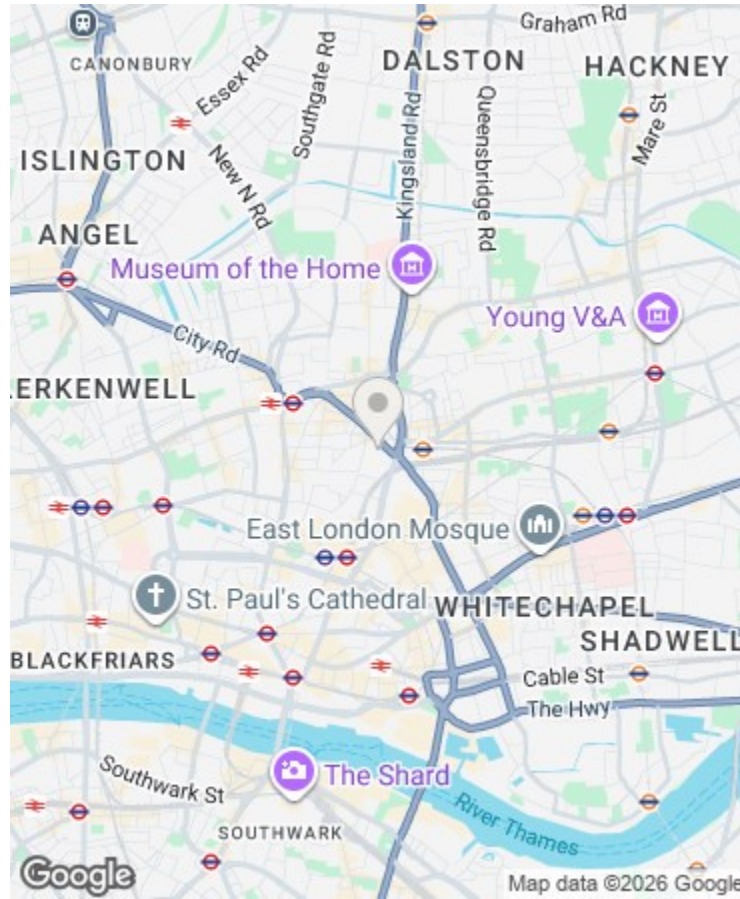 Graham Rd
DALSTON
HACKNEY
CANONBURY
Essex Rd
Southgate Rd
Kingsland Rd
Queensbridge Rd
Mare St
ISLINGTON
New N Rd
ANGEL
Museum of the Home
Young V&A
City Rd
LERKENWELL
East London Mosque
St. Paul's Cathedral
WHITECHAPEL
SHADWELL
BLACKFRIARS
Cable St
The Hwy
The Shard
Southwark St
River Thames
SOUTHWARK
Google
Map data ©2026 Google